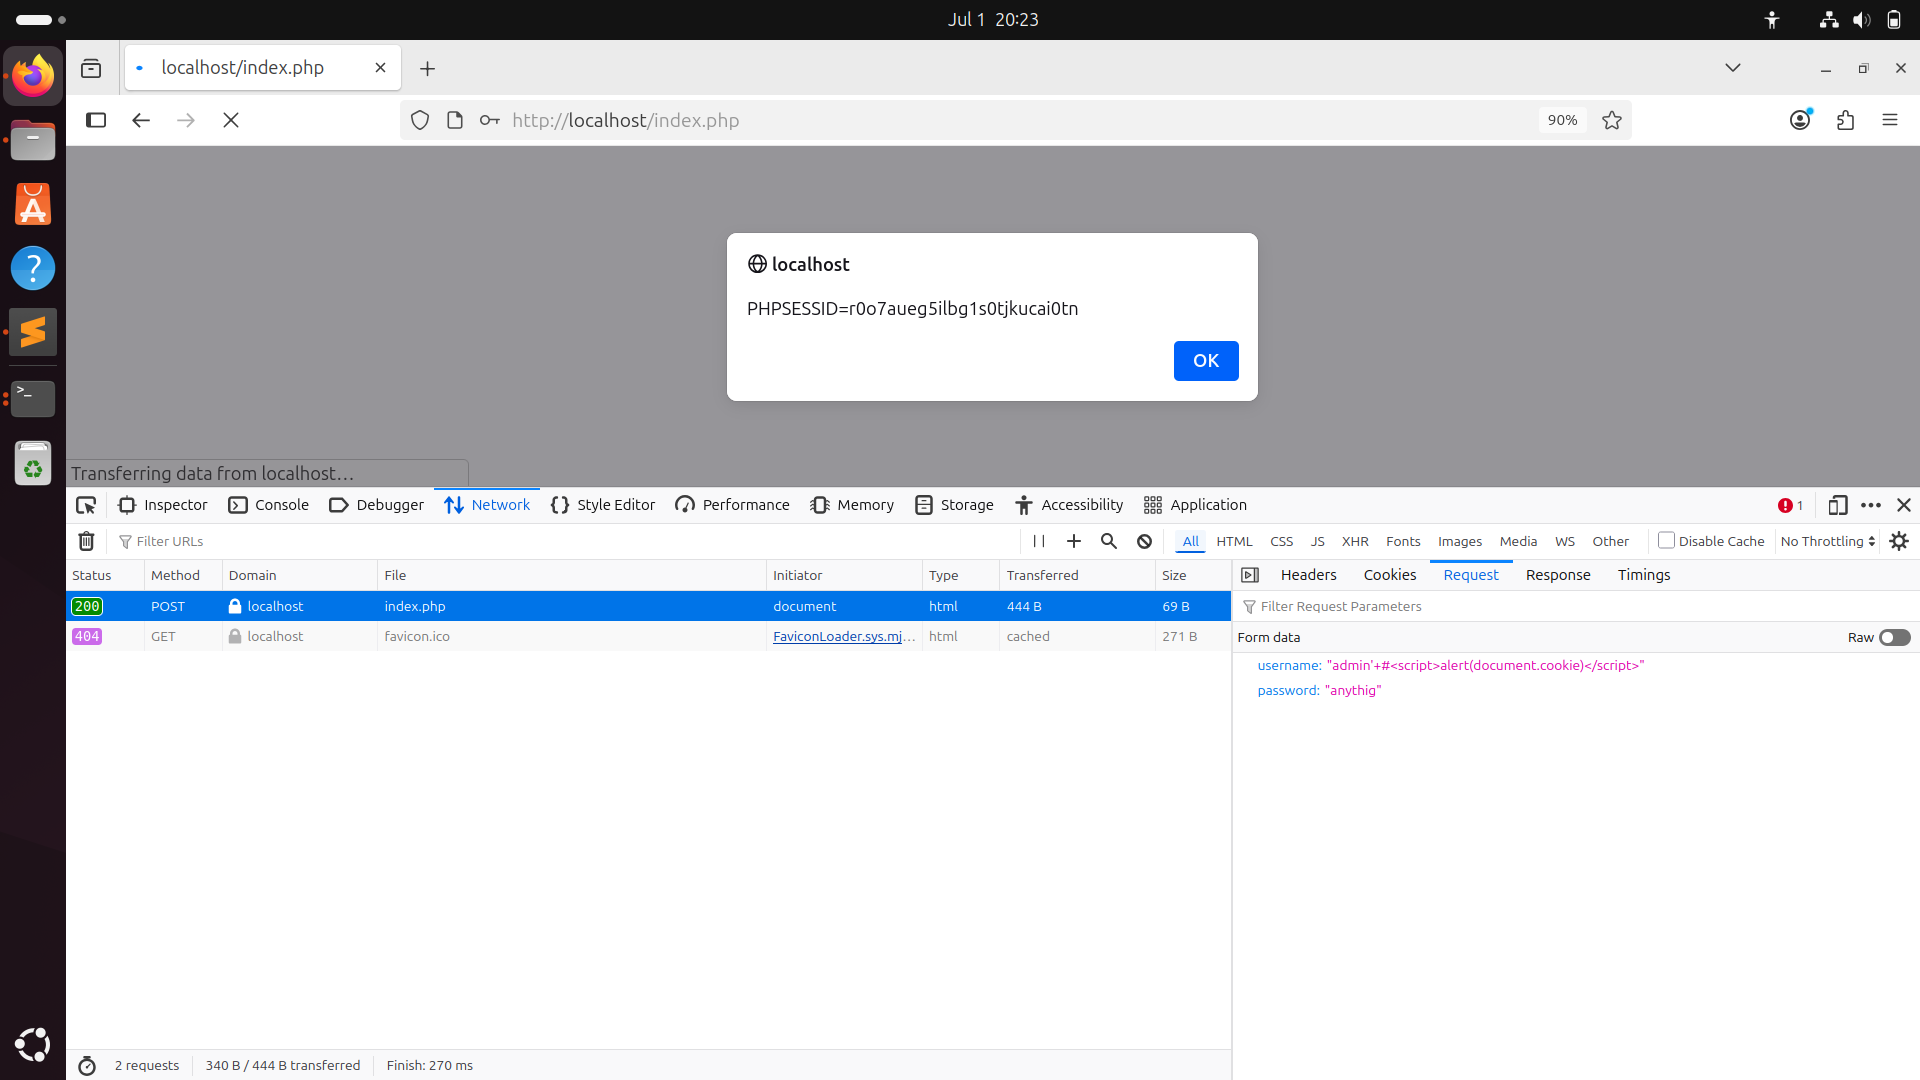 Jul 1 20:23
localhost/index.php
http://localhost/index.php
90%
localhost
PHPSESSID=r0o7aueg5ilbg1s0tjkucai0tn
OK
Transferring data from localhost…
Inspector Console Debugger Network Style Editor Performance Memory Storage Accessibility Application 1
Filter URLs
All HTML CSS JS XHR Fonts Images Media WS Other Disable Cache No Throttling
Status Method Domain File Initiator Type Transferred Size
200 POST localhost index.php document html 444 B 69 B
404 GET localhost favicon.ico FaviconLoader.sys.mj… html cached 271 B
Headers Cookies Request Response Timings
Filter Request Parameters
Form data Raw
username: "admin'+#<script>alert(document.cookie)</script>"
password: "anythig"
2 requests 340 B / 444 B transferred Finish: 270 ms